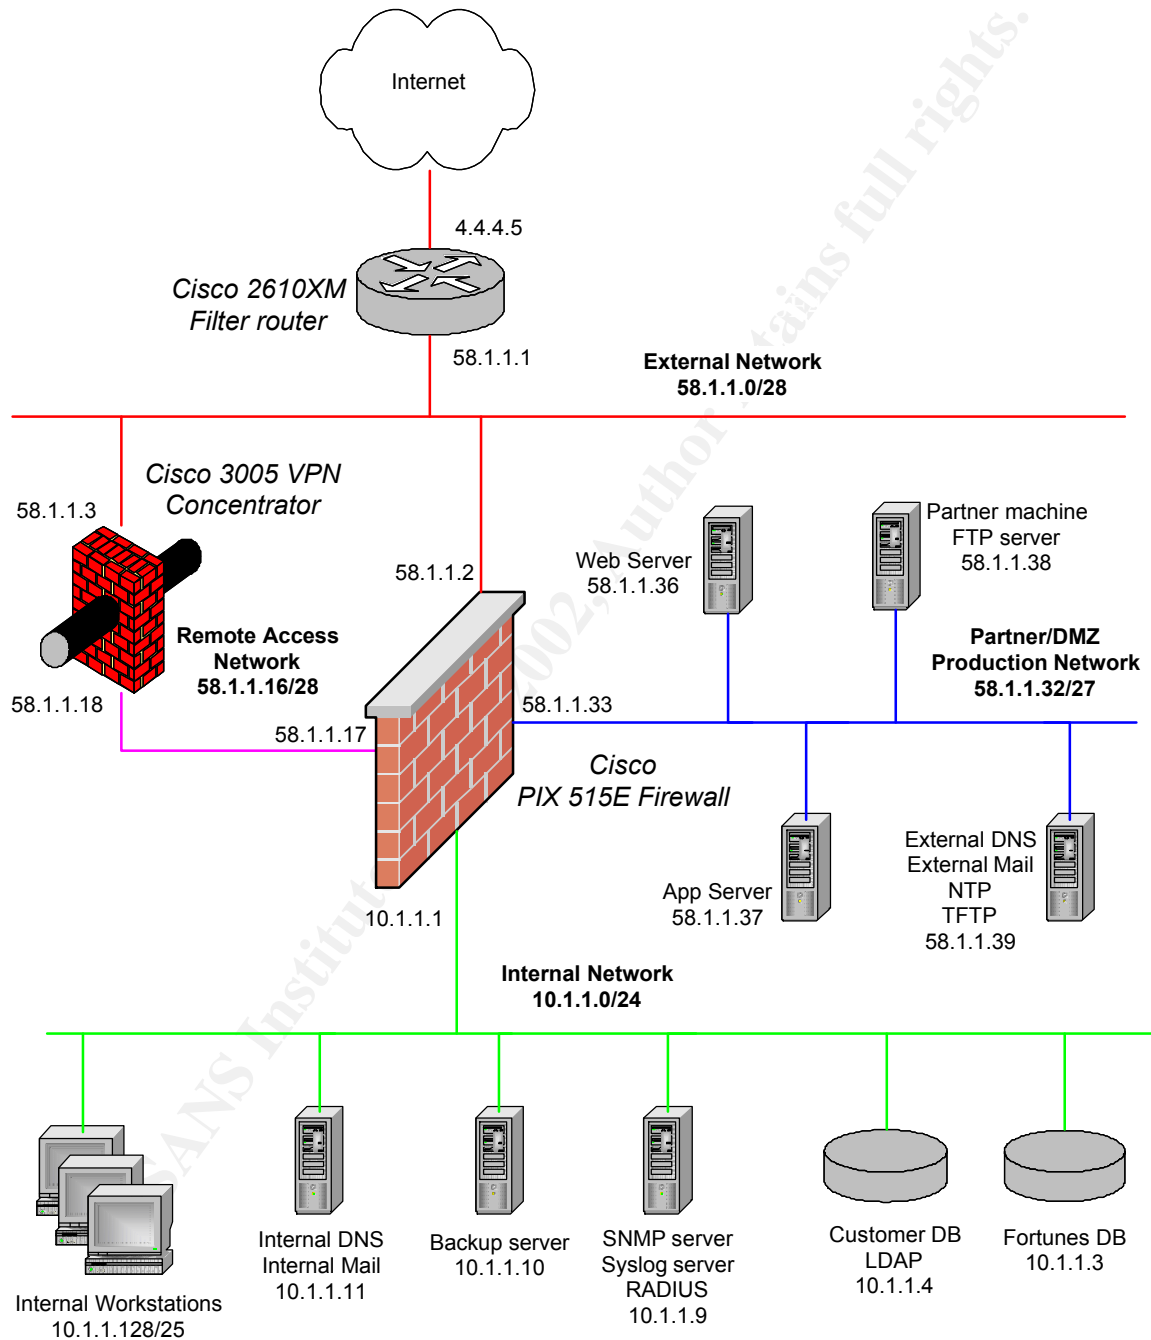 Internet
4.4.4.5
Cisco 2610XM
Filter router
58.1.1.1
External Network
58.1.1.0/28
Cisco 3005 VPN
Concentrator
58.1.1.3
58.1.1.2
Web Server
58.1.1.36
Partner machine
FTP server
58.1.1.38
Remote Access
Network
58.1.1.16/28
Partner/DMZ
Production Network
58.1.1.32/27
58.1.1.18
58.1.1.17
58.1.1.33
Cisco
PIX 515E Firewall
App Server
58.1.1.37
External DNS
External Mail
NTP
TFTP
58.1.1.39
10.1.1.1
Internal Network
10.1.1.0/24
Internal Workstations
10.1.1.128/25
Internal DNS
Internal Mail
10.1.1.11
Backup server
10.1.1.10
SNMP server
Syslog server
RADIUS
10.1.1.9
Customer DB
LDAP
10.1.1.4
Fortunes DB
10.1.1.3
SANS Institute 2002, Author retains full rights.